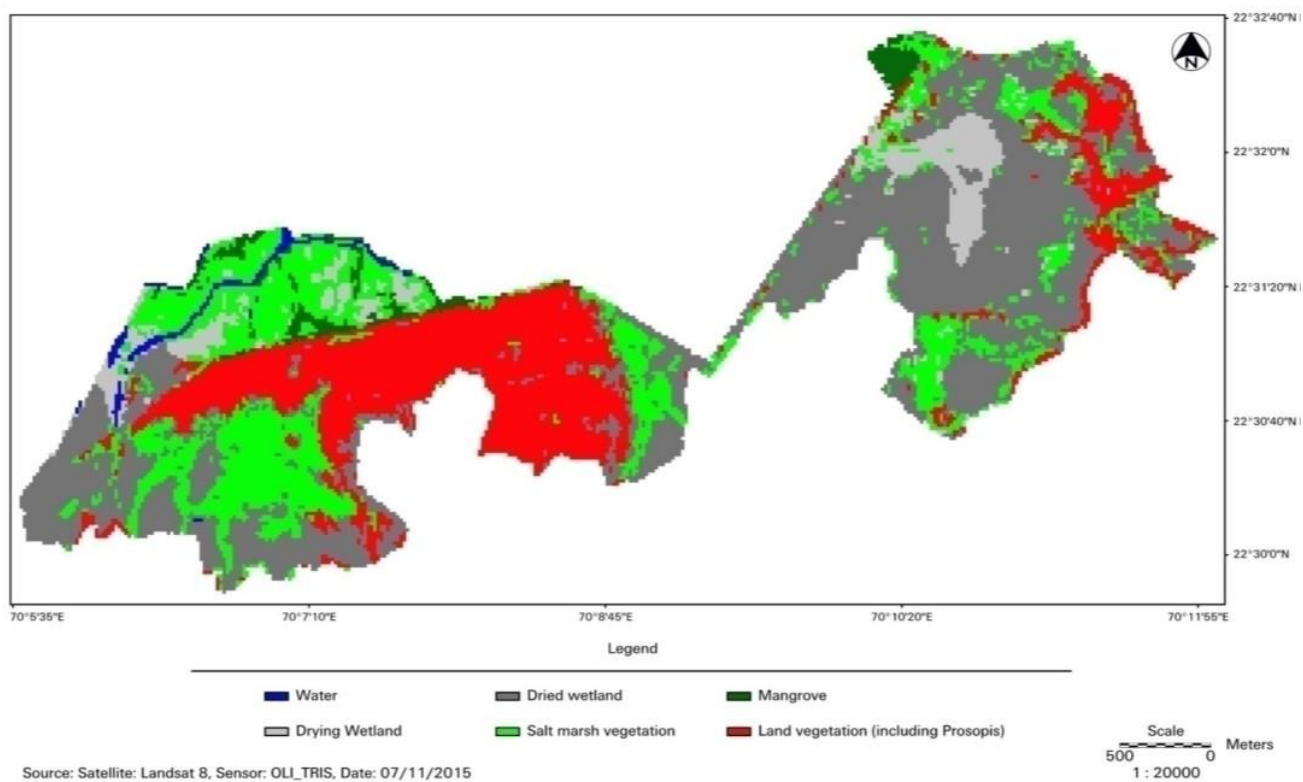 22°32'40"N
N
22°32'0"N
22°31'20"N
22°30'40"N
22°30'0"N
70°5'35"E 70°7'10"E 70°8'45"E 70°10'20"E 70°11'55"E
Legend
Water Dried wetland Mangrove
Drying Wetland Salt marsh vegetation Land vegetation (including Prosopis)
Scale
500 0 Meters
1 : 20000
Source: Satellite: Landsat 8, Sensor: OLI_TRIS, Date: 07/11/2015